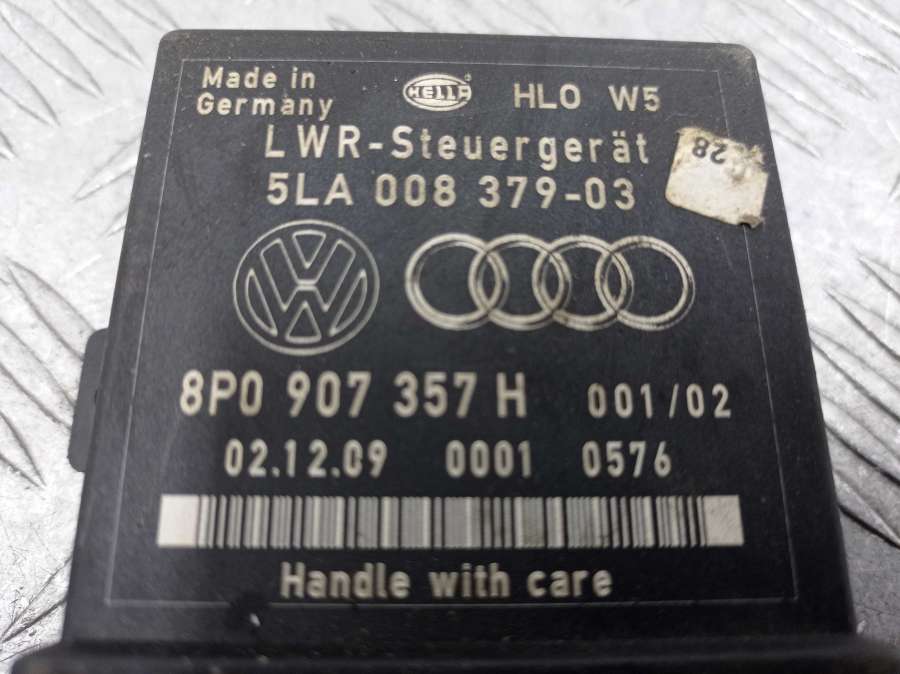 Made in
Germany
HELLA
HLO W5
LWR-Steuergerät
5LA 008 379-03
28
8P0 907 357 H 001/02
02.12.09 0001 0576
Handle with care